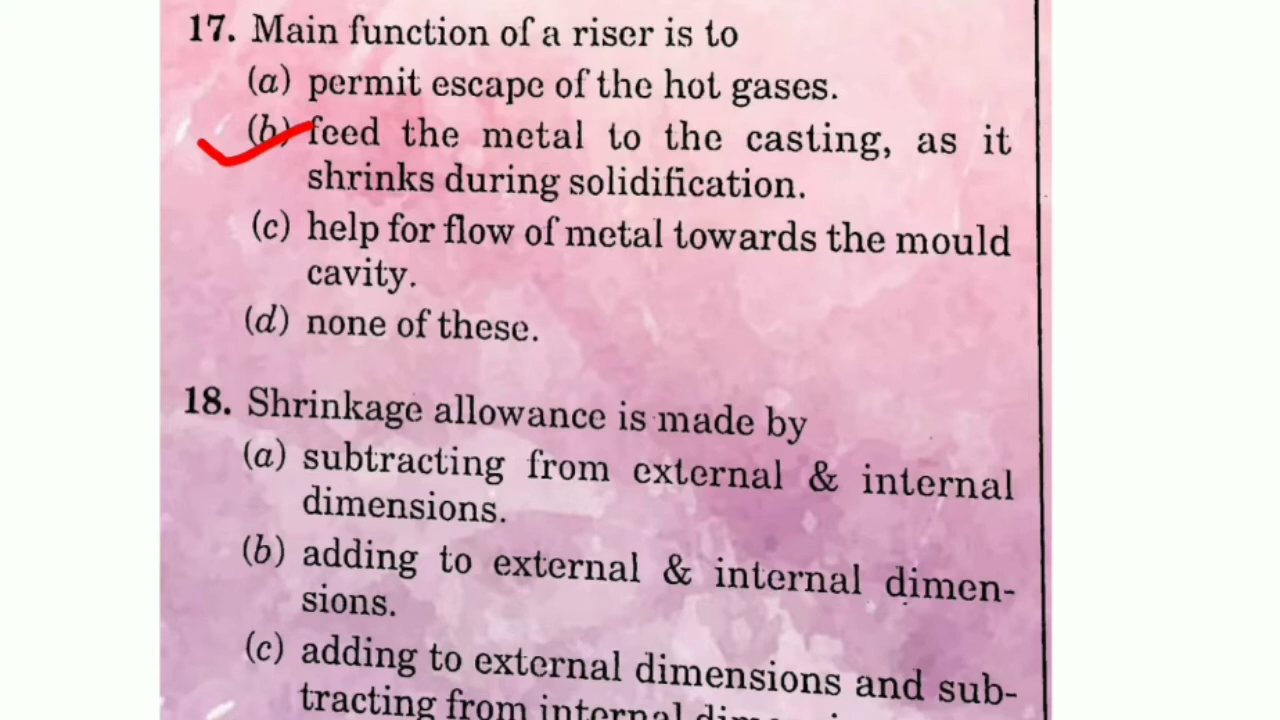 17. Main function of a riser is to
(a) permit escape of the hot gases.
(b) feed the metal to the casting, as it
shrinks during solidification.
(c) help for flow of metal towards the mould
cavity.
(d) none of these.
18. Shrinkage allowance is made by
(a) subtracting from external & internal
dimensions.
(b) adding to external & internal dimen-
sions.
(c) adding to external dimensions and sub-
tracting from internal